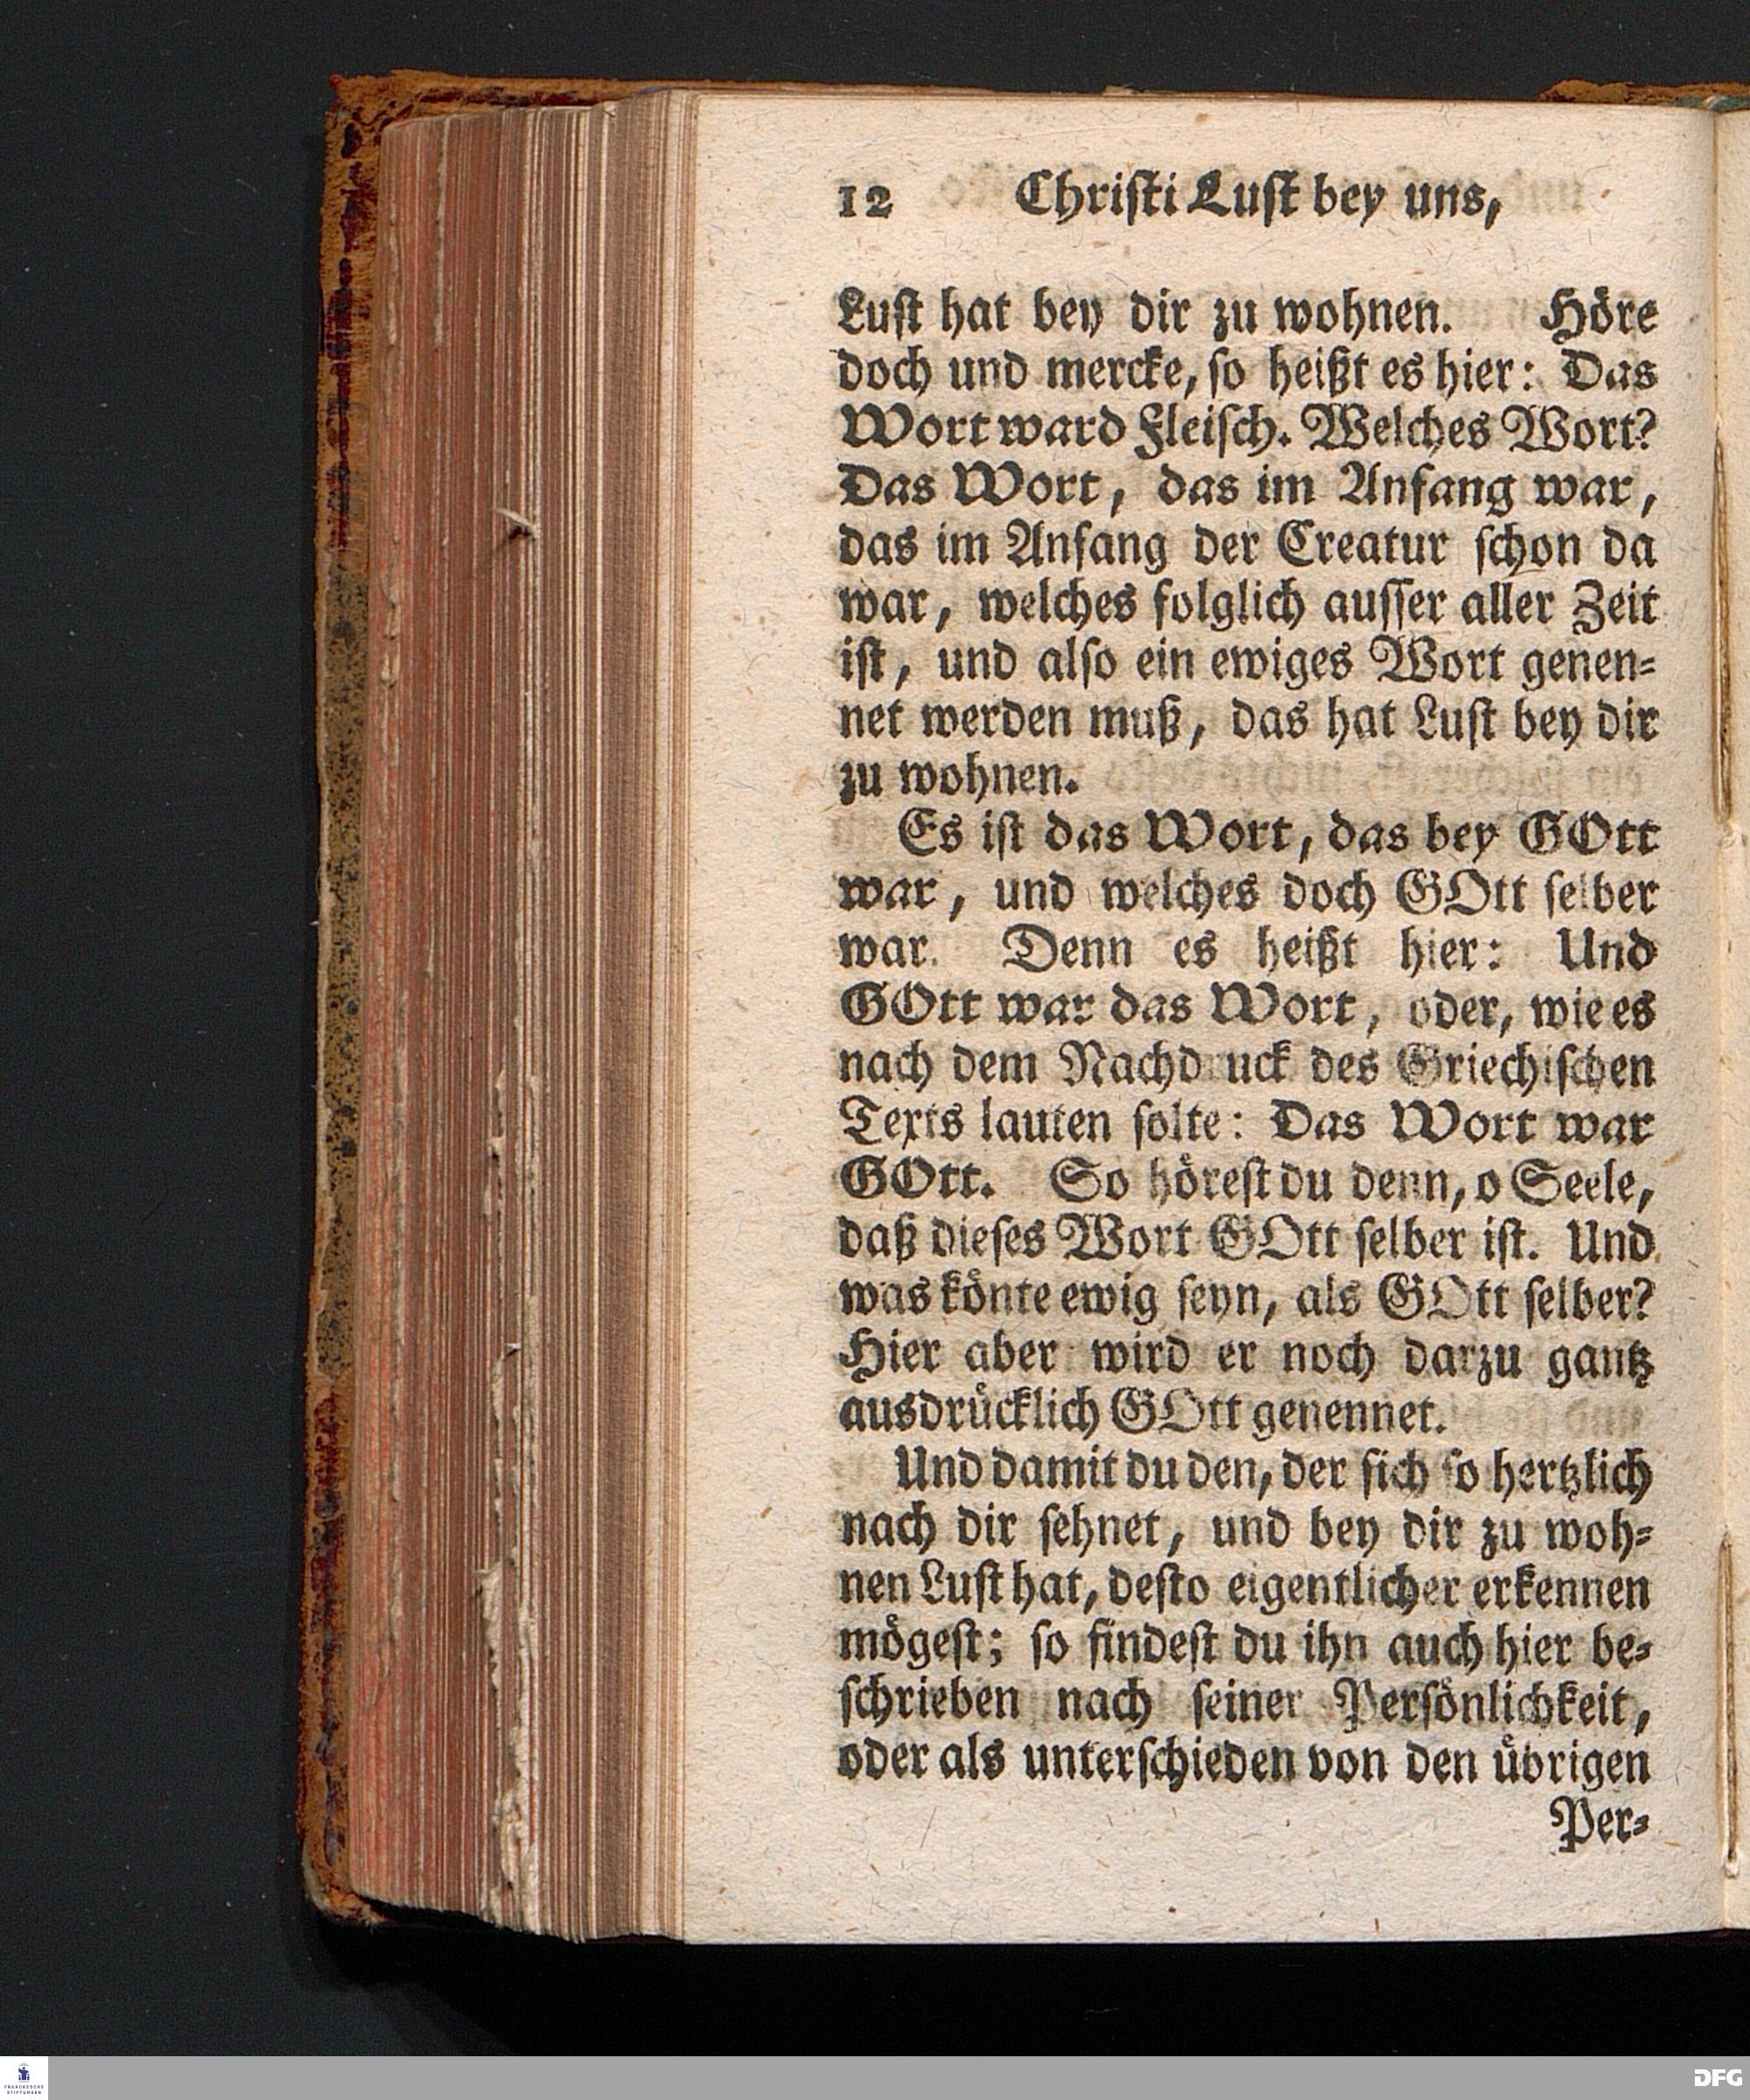 12 Christi Lust bey uns,
Lust hat bey dir zu wohnen. Höre
doch und mercke, so heißt es hier: Das
Wort ward Fleisch. Welches Wort?
Das Wort, das im Anfang war,
das im Anfang der Creatur schon da
war, welches folglich ausser aller Zeit
ist, und also ein ewiges Wort genen-
net werden muß, das hat Lust bey dir
zu wohnen.
Es ist das Wort, das bey GOtt
war, und welches doch GOtt selber
war. Denn es heißt hier: Und
GOtt war das Wort, oder, wie es
nach dem Nachdruck des Griechischen
Texts lauten solte: Das Wort war
GOtt. So hörest du denn, o Seele,
daß dieses Wort GOtt selber ist. Und
was könte ewig seyn, als GOtt selber?
Hier aber wird er noch darzu gantz
ausdrücklich GOtt genennet.
Und damit du den, der sich so hertzlich
nach dir sehnet, und bey dir zu woh-
nen Lust hat, desto eigentlicher erkennen
mögest; so findest du ihn auch hier be-
schrieben nach seiner Persönlichkeit,
oder als unterschieden von den übrigen
Per-
FRANCKESCHE
STIFTUNGEN
DFG